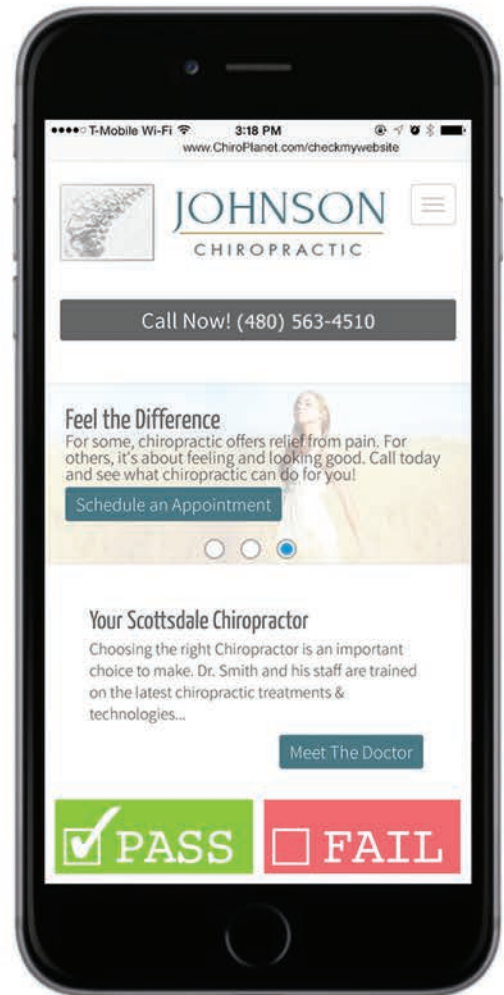 T-Mobile Wi-Fi 3:18 PM
www.ChiroPlanet.com/checkmywebsite
JOHNSON
CHIROPRACTIC
Call Now! (480) 563-4510
Feel the Difference
For some, chiropractic offers relief from pain. For
others, it's about feeling and looking good. Call today
and see what chiropractic can do for you!
Schedule an Appointment
Your Scottsdale Chiropractor
Choosing the right Chiropractor is an important
choice to make. Dr. Smith and his staff are trained
on the latest chiropractic treatments &
technologies...
Meet The Doctor
PASS FAIL